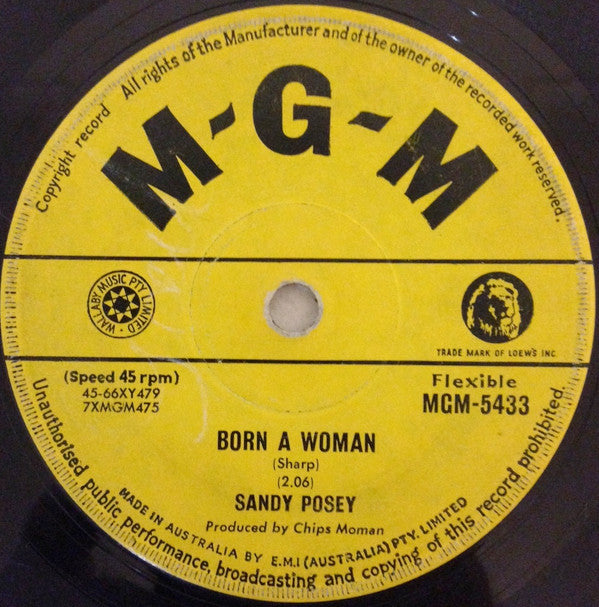 Copyright record All rights of the Manufacturer and of the owner of the recorded work reserved.
M-G-M
WALLABY MUSIC PTY. LIMITED
TRADE MARK OF LOEWS INC
(Speed 45 rpm)
45-66XY479
7XMGM475
Flexible
MGM-5433
BORN A WOMAN
(Sharp)
(2.06)
SANDY POSEY
Produced by Chips Moman
MADE IN AUSTRALIA BY E.M.I (AUSTRALIA) PTY. LIMITED
Unauthorised public performance, broadcasting and copying of this record prohibited.